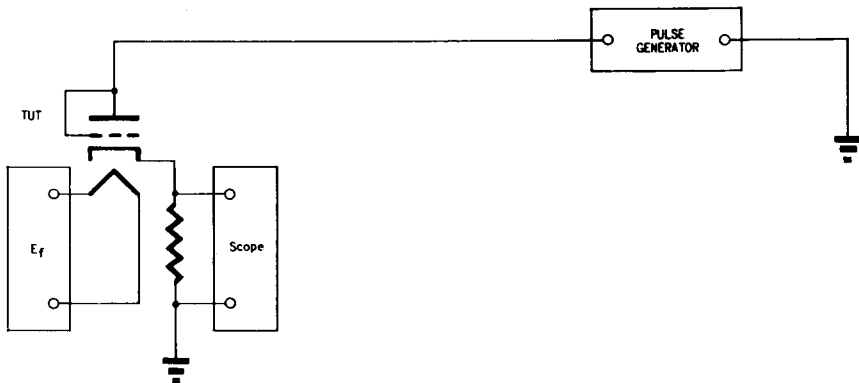 PULSE
GENERATOR
TUT
Ef
Scope